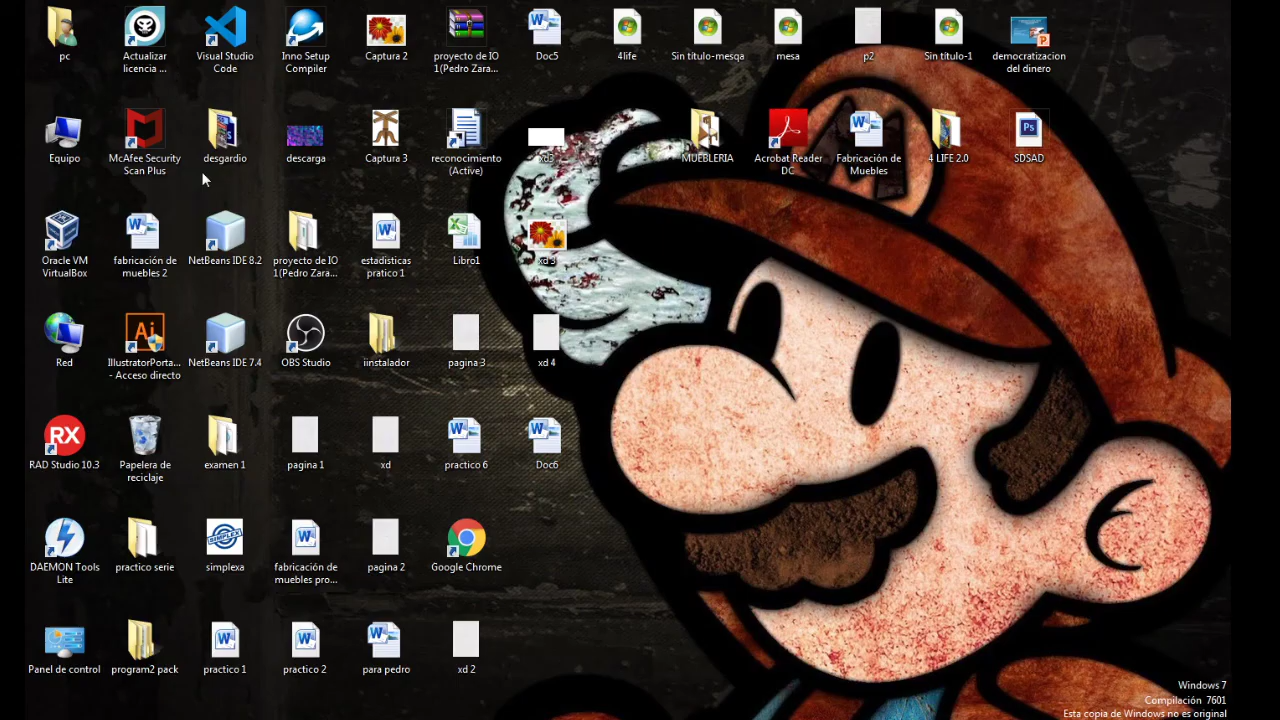 pc
Actualizar
licencia ...
Visual Studio
Code
Inno Setup
Compiler
Captura 2
proyecto de IO
1(Pedro Zara...
Doc5
4life
Sin título-mesqa
mesa
p2
Sin título-1
democratizacion
del dinero
Equipo
McAfee Security
Scan Plus
desgardio
descarga
Captura 3
reconocimiento
(Active)
xd3
MUEBLERIA
Acrobat Reader
DC
Fabricación de
Muebles
4 LIFE 2.0
SDSAD
Oracle VM
VirtualBox
fabricación de
muebles 2
NetBeans IDE 8.2
proyecto de IO
1(Pedro Zara...
estadisticas
pratico 1
Libro1
xd 3
Red
IllustratorPorta...
- Acceso directo
NetBeans IDE 7.4
OBS Studio
iinstalador
pagina 3
xd 4
RX
RAD Studio 10.3
Papelera de
reciclaje
examen 1
pagina 1
xd
practico 6
Doc6
DAEMON Tools
Lite
practico serie
SIMPLEX
simplexa
fabricación de
muebles pro...
pagina 2
Google Chrome
Panel de control
program2 pack
practico 1
practico 2
para pedro
xd 2
Windows 7
Compilación 7601
Esta copia de Windows no es original